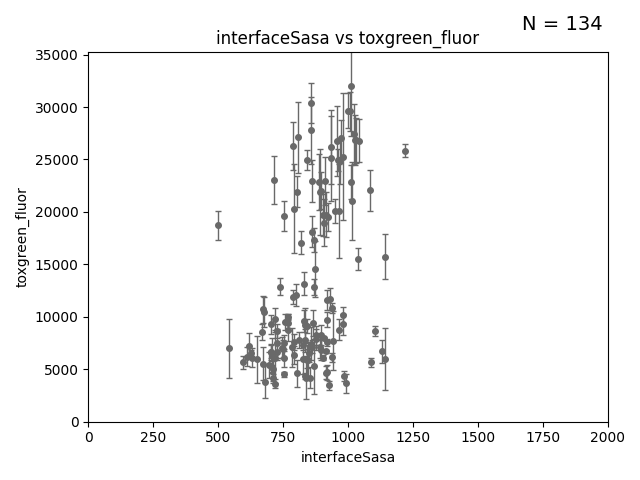 N = 134
interfaceSasa vs toxgreen_fluor
toxgreen_fluor
35000
30000
25000
20000
15000
10000
5000
0
0 250 500 750 1000 1250 1500 1750 2000
interfaceSasa